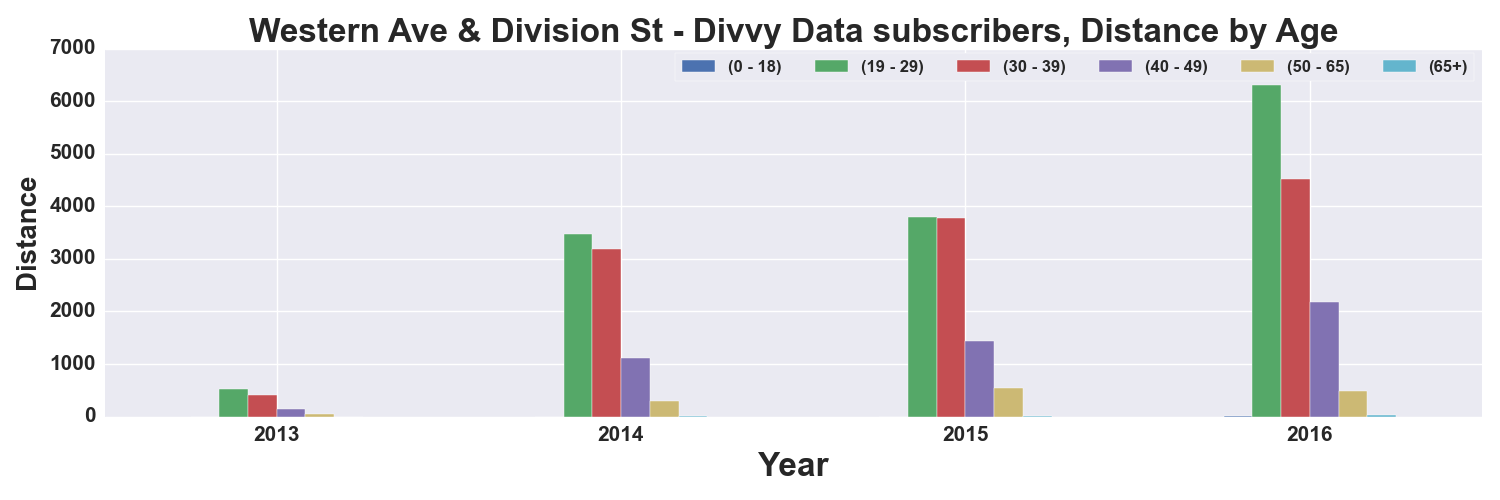 Western Ave & Division St - Divvy Data subscribers, Distance by Age
(0 - 18) (19 - 29) (30 - 39) (40 - 49) (50 - 65) (65+)
Distance
7000
6000
5000
4000
3000
2000
1000
0
2013 2014 2015 2016
Year